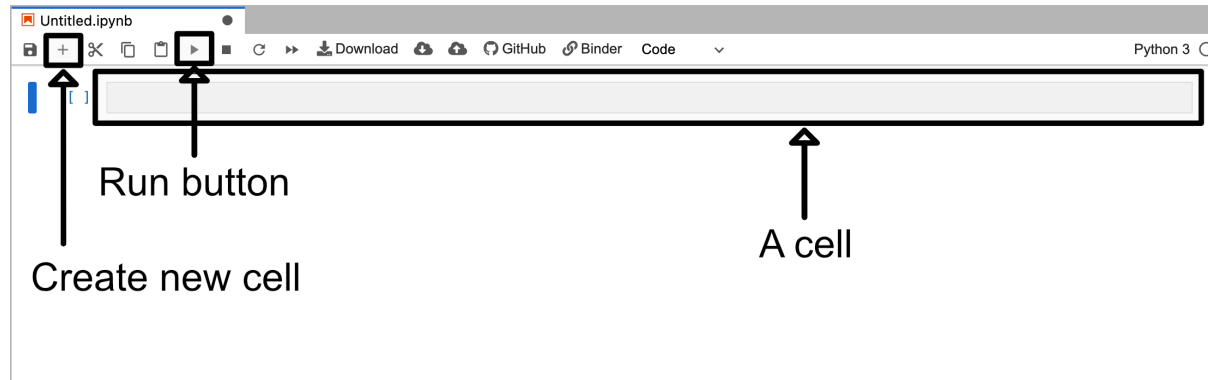 Untitled.ipynb
Download GitHub Binder Code Python 3
[ ]
Run button
A cell
Create new cell